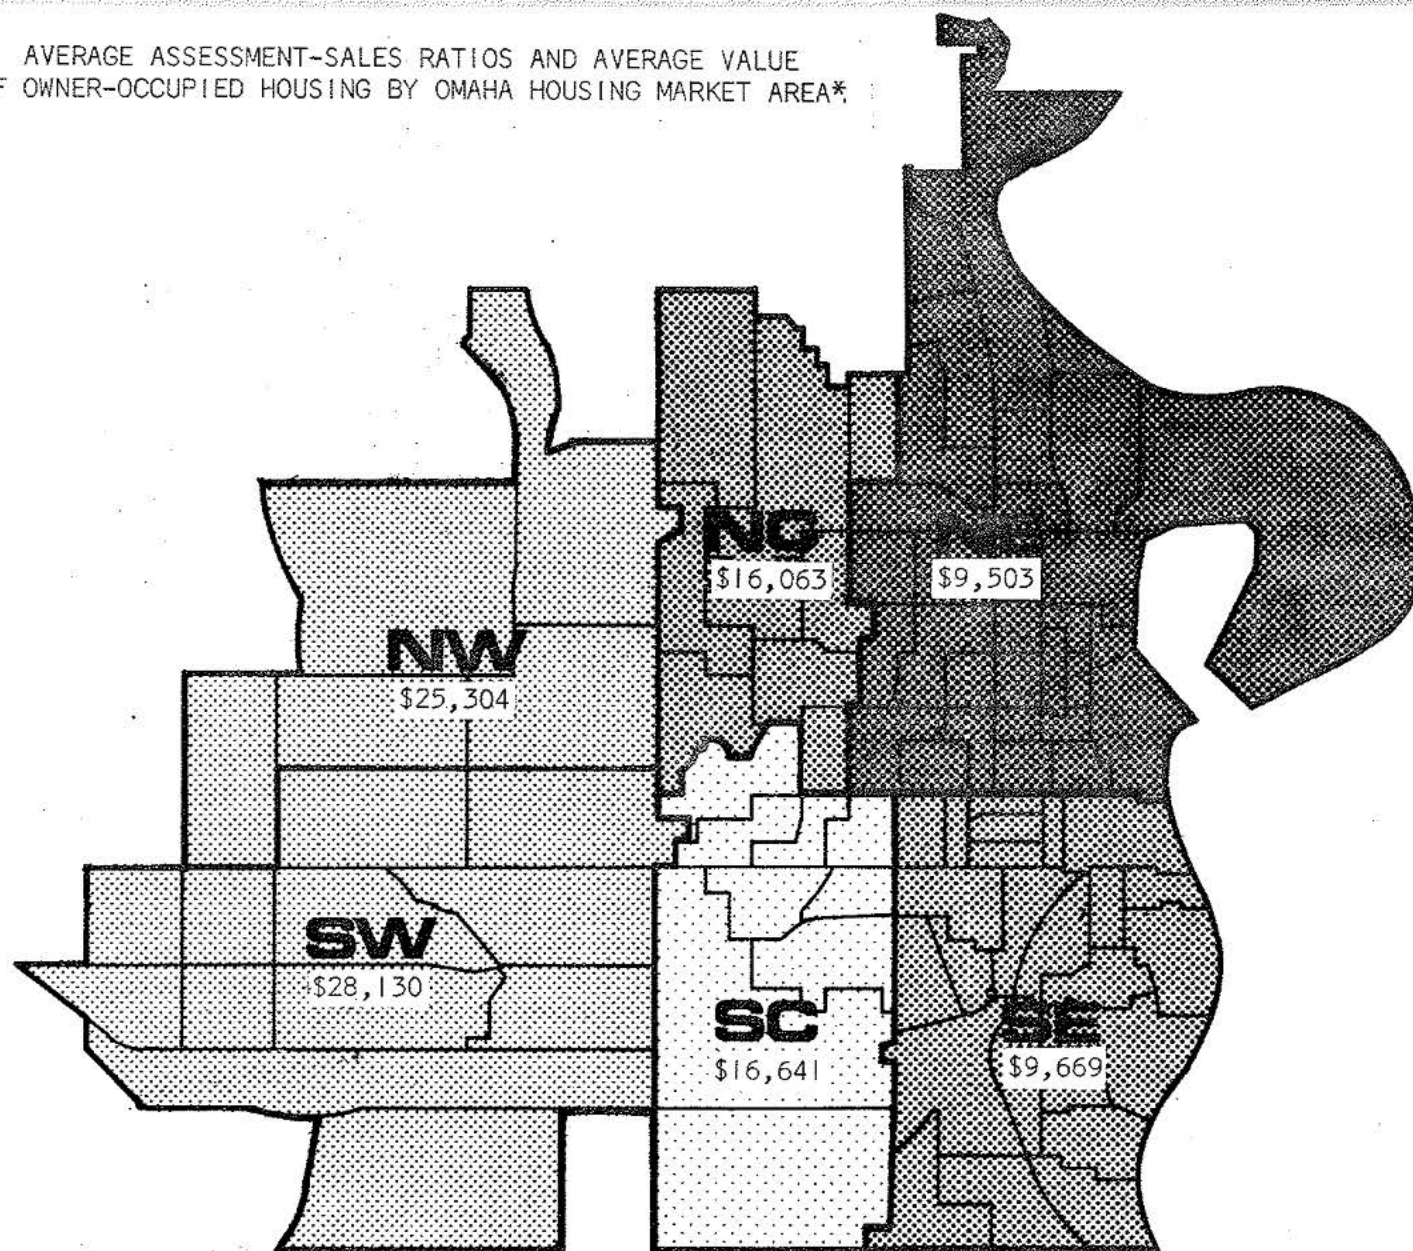 AVERAGE ASSESSMENT-SALES RATIOS AND AVERAGE VALUE
F OWNER-OCCUPIED HOUSING BY OMAHA HOUSING MARKET AREA*
NC
$16,063
NE
$9,503
NW
$25,304
SW
$28,130
SC
$16,641
SE
$9,669